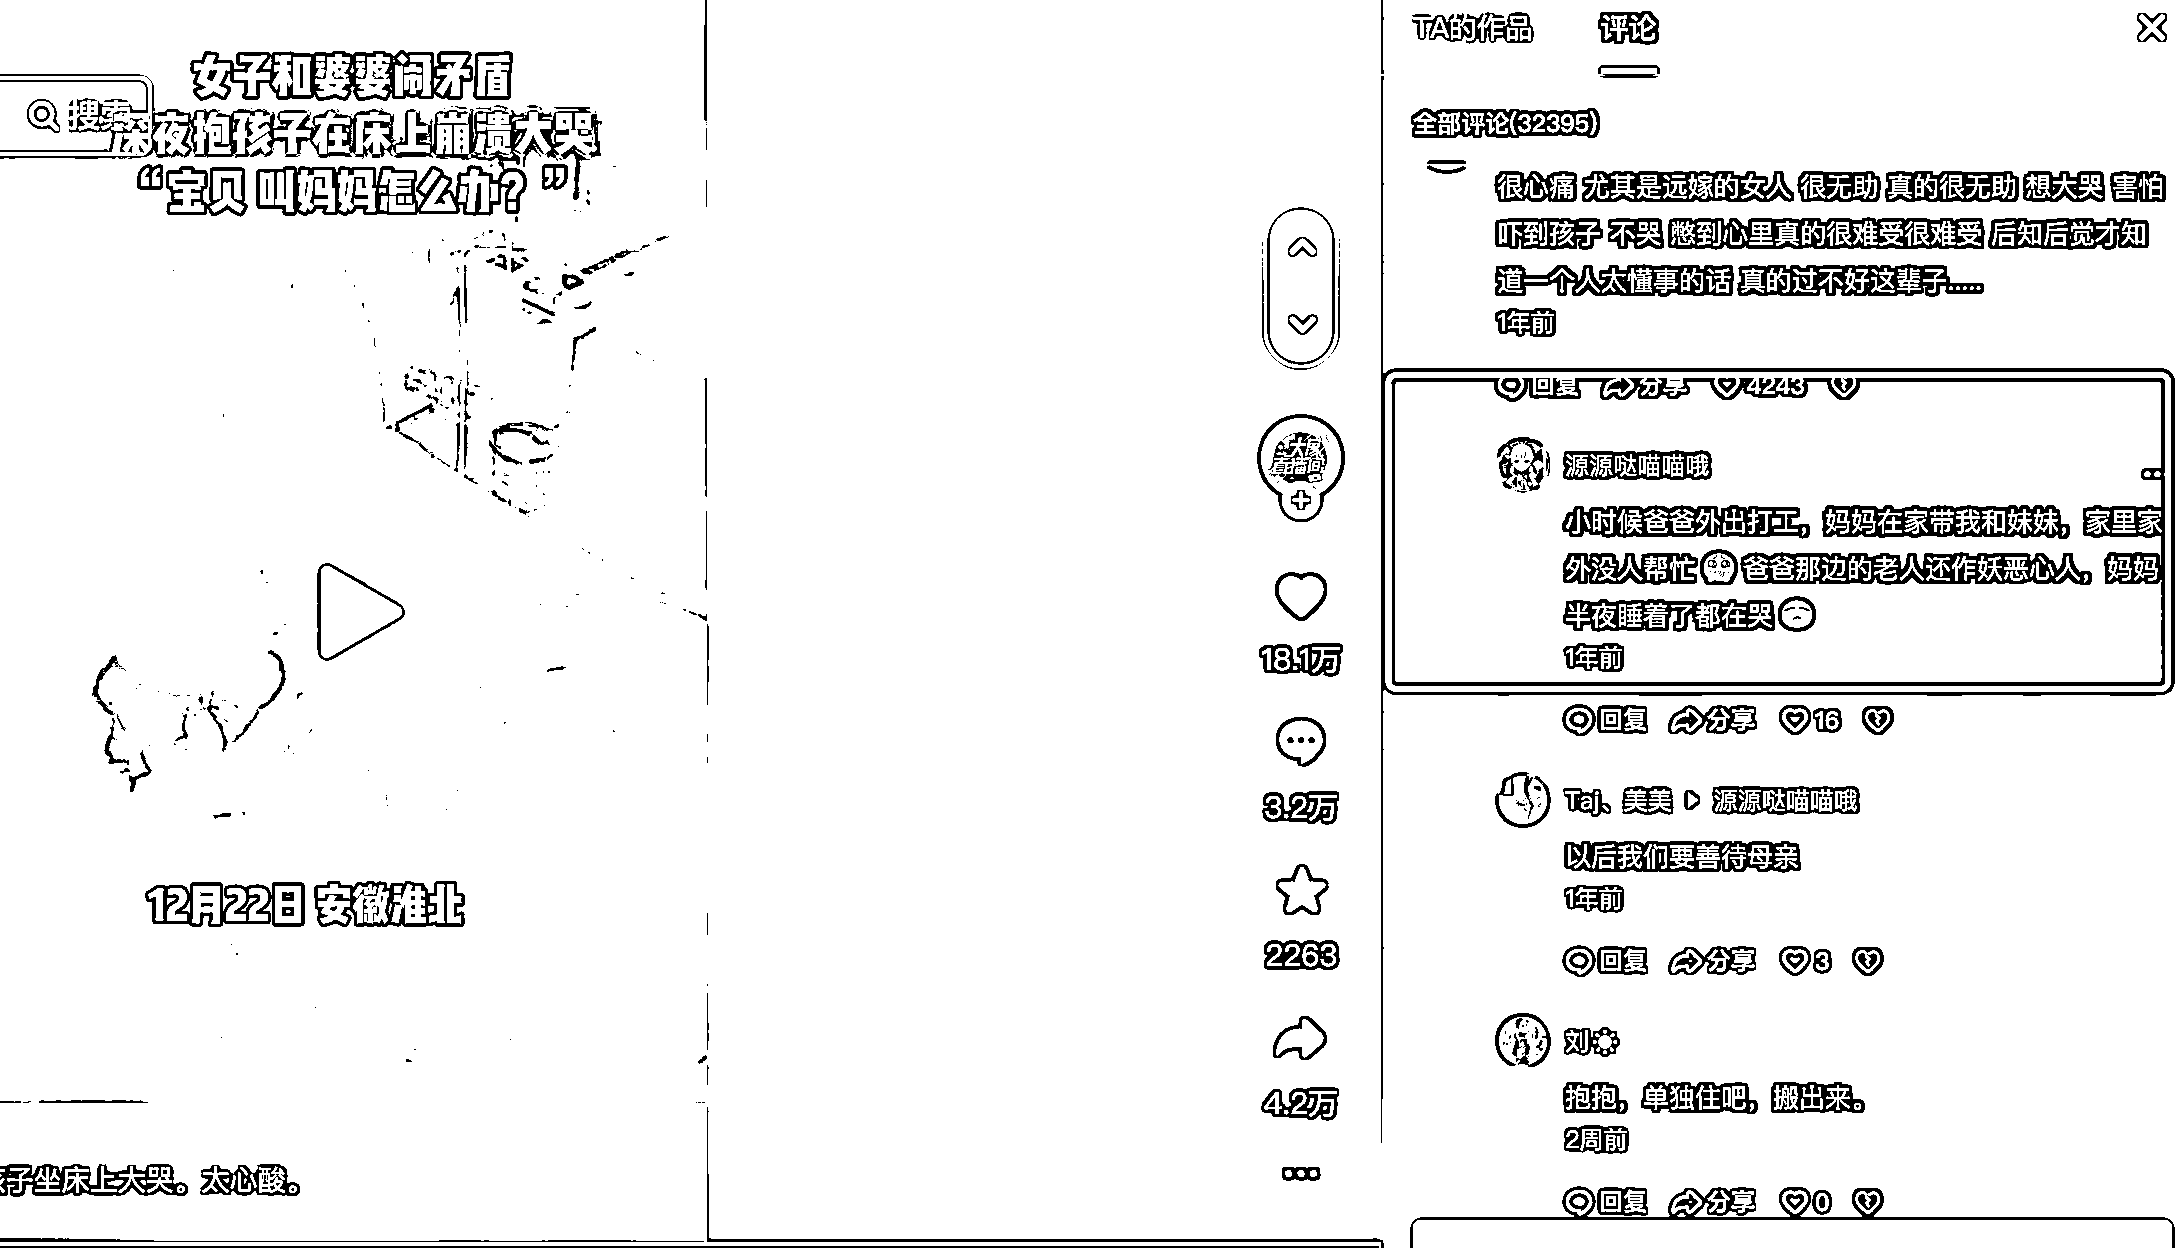 女子和婆婆闹矛盾
搜索
深夜抱孩子在床上崩溃大哭
“宝贝 叫妈妈怎么办？”
12月22日 安徽淮北
孩子坐床上大哭。太心酸。
大家
看猫间
18.1万
3.2万
2263
4.2万
TA的作品
评论
全部评论(32395)
很心痛 尤其是远嫁的女人 很无助 真的很无助 想大哭 害怕
吓到孩子 不哭 憋到心里真的很难受很难受 后知后觉才知
道一个人太懂事的话 真的过不好这辈子.....
1年前
回复 分享 4243
源源哒喵喵哦
小时候爸爸外出打工，妈妈在家带我和妹妹，家里家
外没人帮忙 爸爸那边的老人还作妖恶心人，妈妈
半夜睡着了都在哭
1年前
回复 分享 16
Taj、美美 源源哒喵喵哦
以后我们要善待母亲
1年前
回复 分享 3
刘
抱抱，单独住吧，搬出来。
2周前
回复 分享 0